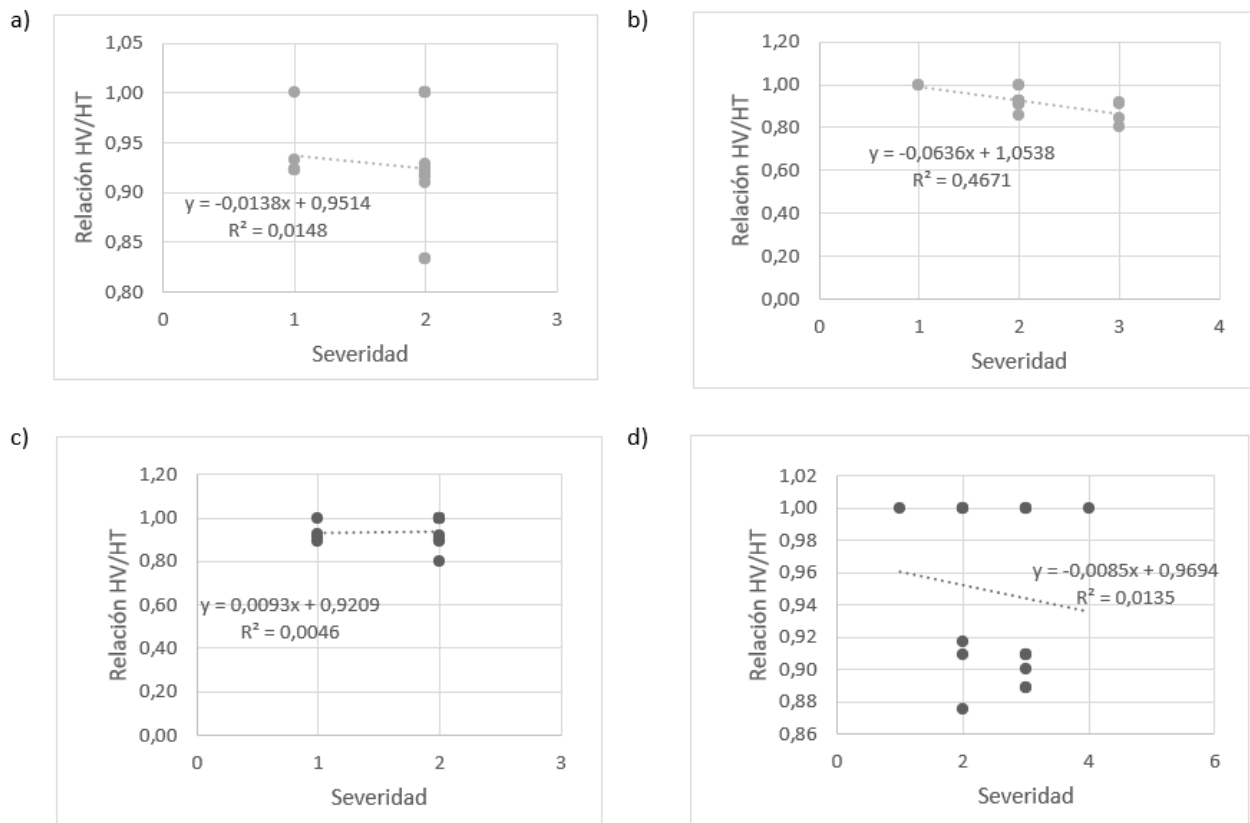 a)
1,05
1,00
0,95
0,90
0,85
0,80
Relación HV/HT
y = -0,0138x + 0,9514
R² = 0,0148
0 1 2 3
Severidad
b)
1,20
1,00
0,80
0,60
0,40
0,20
0,00
Relación HV/HT
y = -0,0636x + 1,0538
R² = 0,4671
0 1 2 3 4
Severidad
c)
1,20
1,00
0,80
0,60
0,40
0,20
0,00
Relación HV/HT
y = 0,0093x + 0,9209
R² = 0,0046
0 1 2 3
Severidad
d)
1,02
1,00
0,98
0,96
0,94
0,92
0,90
0,88
0,86
Relación HV/HT
y = -0,0085x + 0,9694
R² = 0,0135
0 2 4 6
Severidad